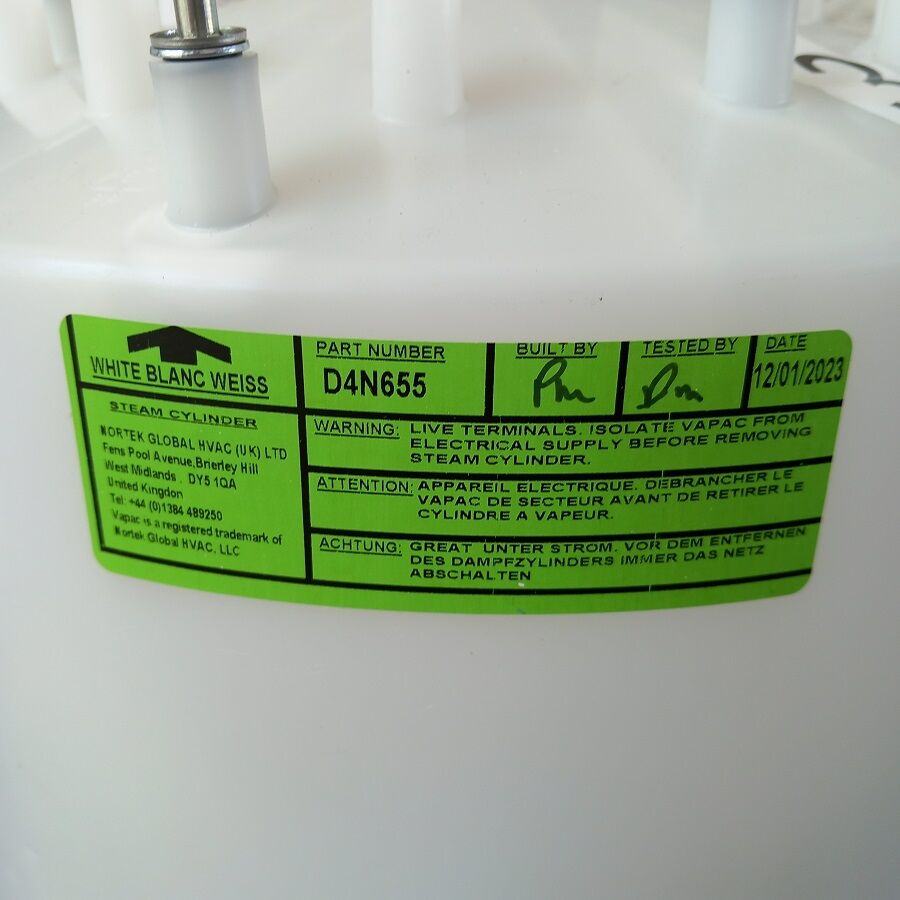 WHITE BLANC WEISS
STEAM CYLINDER
NORTEK GLOBAL HVAC (UK) LTD
Fens Pool Avenue,Brierley Hill
West Midlands . DY5 1QA
United Kingdon
Tel: +44 (0)1384 489250
Vapac is a registered trademark of
Nortek Global HVAC, LLC
PART NUMBER
D4N655
BUILT BY
TESTED BY
DATE
12/01/2023
WARNING: LIVE TERMINALS. ISOLATE VAPAC FROM
ELECTRICAL SUPPLY BEFORE REMOVING
STEAM CYLINDER.
ATTENTION: APPAREIL ELECTRIQUE. DEBRANCHER LE
VAPAC DE SECTEUR AVANT DE RETIRER LE
CYLINDRE A VAPEUR.
ACHTUNG: GREAT UNTER STROM. VOR DEM ENTFERNEN
DES DAMPFZYLINDERS IMMER DAS NETZ
ABSCHALTEN